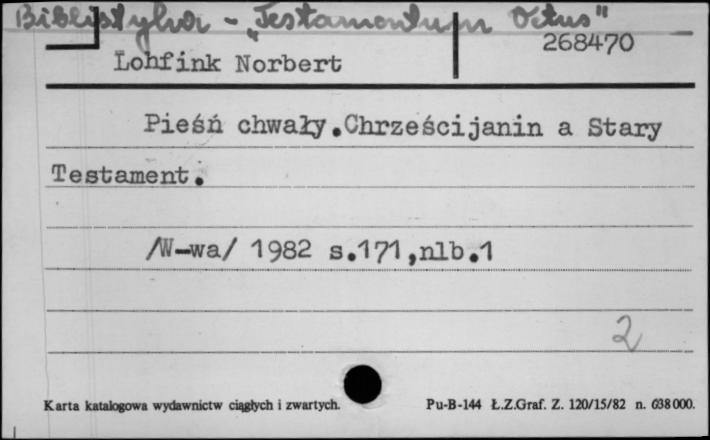 Biblistyka - "Testamentum Vetus"
268470
Lohfink Norbert
Pieśń chwały.Chrześcijanin a Stary
Testament.
/W-wa/ 1982 s.171,nlb.1
2
Karta katalogowa wydawnictw ciągłych i zwartych.
Pu-B-144 Ł.Z.Graf. Z. 120/15/82 n. 638000.